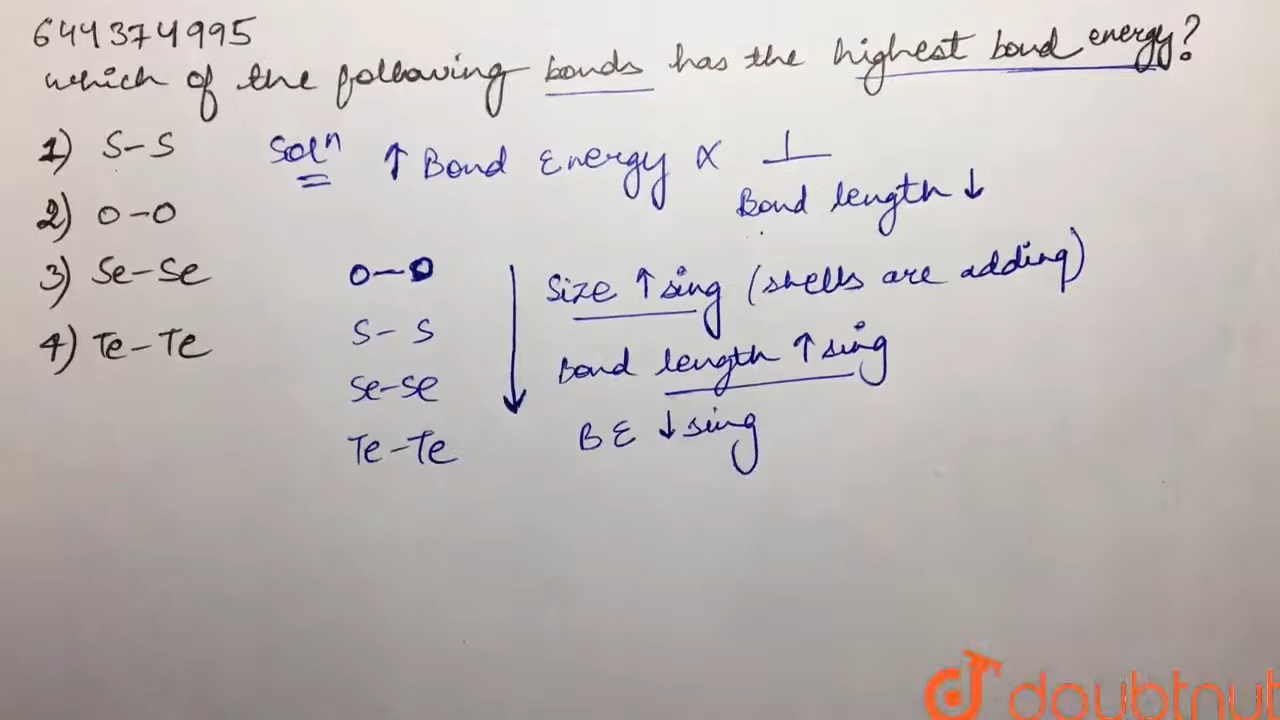 644374995
which of the following bonds has the highest bond energy?
1) S-S
2) O-O
3) Se-Se
4) Te-Te
Solⁿ ↑ Bond Energy ∝ 1
Bond length ↓
O-O
S-S
Se-Se
Te-Te
Size ↑sing (shells are adding)
Bond length ↑sing
BE ↓sing
doubtnut